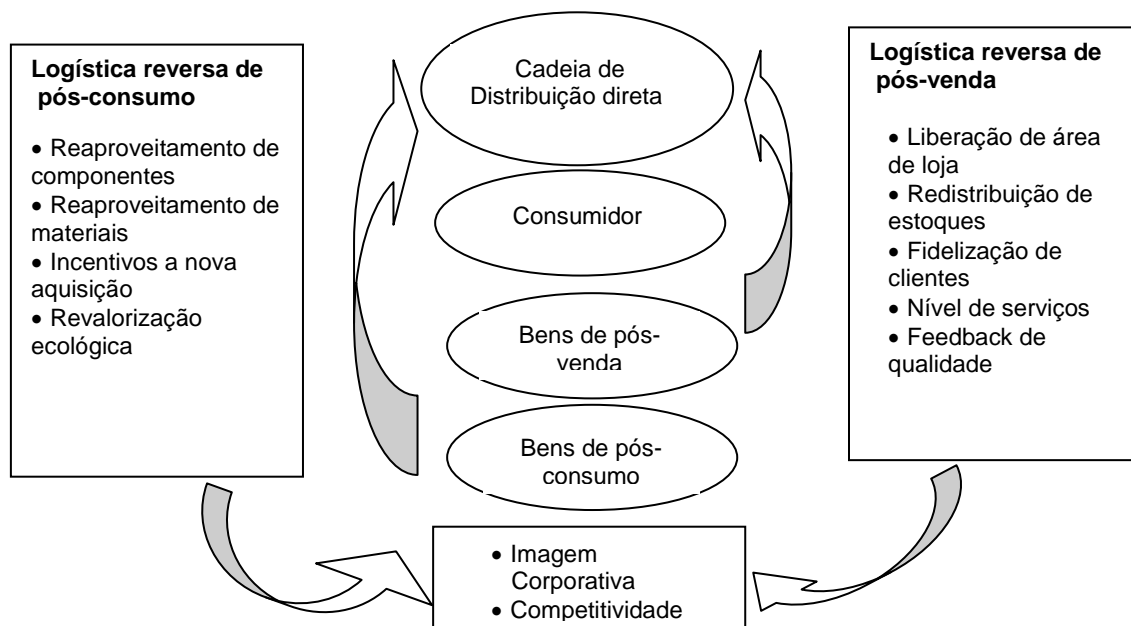 Logística reversa de
pós-consumo
• Reaproveitamento de
componentes
• Reaproveitamento de
materiais
• Incentivos a nova
aquisição
• Revalorização
ecológica
Cadeia de
Distribuição direta
Consumidor
Bens de pós-
venda
Bens de pós-
consumo
Logística reversa de
pós-venda
• Liberação de área
de loja
• Redistribuição de
estoques
• Fidelização de
clientes
• Nível de serviços
• Feedback de
qualidade
• Imagem
Corporativa
• Competitividade